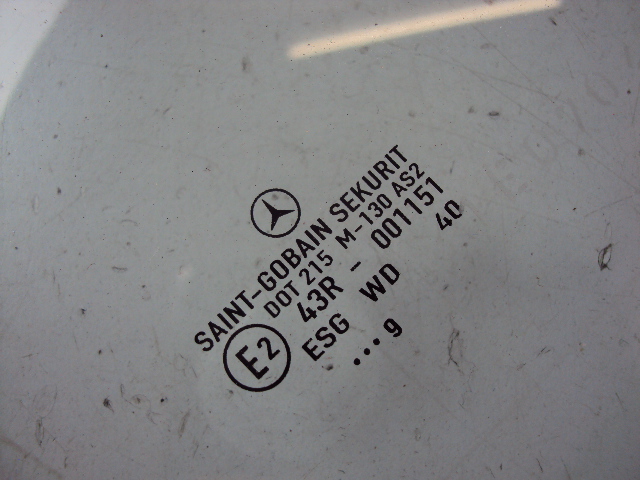 SAINT-GOBAIN SEKURIT
DOT 215 M-130 AS2
E2
43R - 001151
ESG WD 40
...9